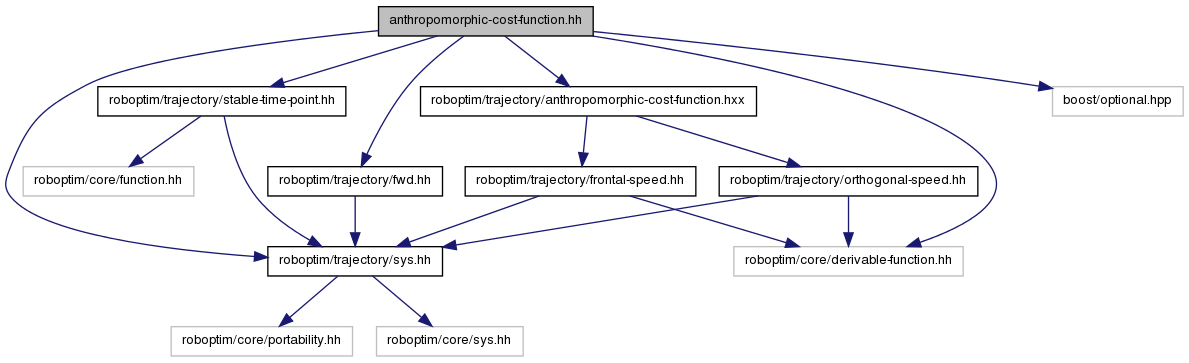 anthropomorphic-cost-function.hh
roboptim/trajectory/stable-time-point.hh
roboptim/trajectory/anthropomorphic-cost-function.hxx
boost/optional.hpp
roboptim/core/function.hh
roboptim/trajectory/fwd.hh
roboptim/trajectory/frontal-speed.hh
roboptim/trajectory/orthogonal-speed.hh
roboptim/trajectory/sys.hh
roboptim/core/derivable-function.hh
roboptim/core/portability.hh
roboptim/core/sys.hh